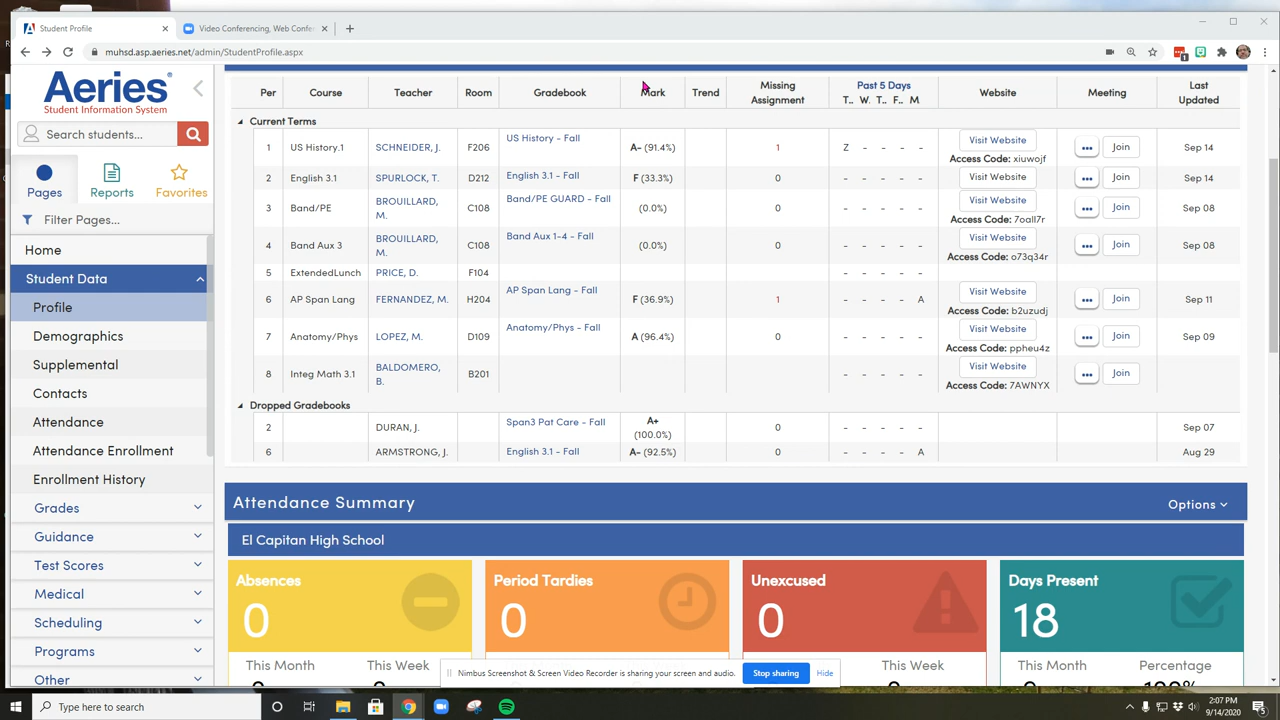 Student Profile
Video Conferencing, Web Confe
muhsd.asp.aeries.net/admin/StudentProfile.aspx
1
Aeries®
Student Information System
Search students...
Pages Reports Favorites
Filter Pages...
Home
Student Data
Profile
Demographics
Supplemental
Contacts
Attendance
Attendance Enrollment
Enrollment History
Grades
Guidance
Test Scores
Medical
Scheduling
Programs
Other
Per Course Teacher Room Gradebook Mark Trend Missing Assignment Past 5 Days Website Meeting Last Updated
T.. W. T.. F.. M
Current Terms
1 US History.1 SCHNEIDER, J. F206 US History - Fall A- (91.4%) 1 Z - - - - Visit Website ... Join Sep 14
Access Code: xiuwojf
2 English 3.1 SPURLOCK, T. D212 English 3.1 - Fall F (33.3%) 0 - - - - - Visit Website ... Join Sep 14
3 Band/PE BROUILLARD, M. C108 Band/PE GUARD - Fall (0.0%) 0 - - - - - Visit Website ... Join Sep 08
Access Code: 7oall7r
4 Band Aux 3 BROUILLARD, M. C108 Band Aux 1-4 - Fall (0.0%) 0 - - - - - Visit Website ... Join Sep 08
Access Code: o73q34r
5 ExtendedLunch PRICE, D. F104 - - - - -
6 AP Span Lang FERNANDEZ, M. H204 AP Span Lang - Fall F (36.9%) 1 - - - - A Visit Website ... Join Sep 11
Access Code: b2uzudj
7 Anatomy/Phys LOPEZ, M. D109 Anatomy/Phys - Fall A (96.4%) 0 - - - - - Visit Website ... Join Sep 09
Access Code: ppheu4z
8 Integ Math 3.1 BALDOMERO, B. B201 - - - - - Visit Website ... Join
Access Code: 7AWNYX
Dropped Gradebooks
2 DURAN, J. Span3 Pat Care - Fall A+ (100.0%) 0 - - - - - Sep 07
6 ARMSTRONG, J. English 3.1 - Fall A- (92.5%) 0 - - - - A Aug 29
Attendance Summary
Options
El Capitan High School
Absences
0
This Month This Week
Period Tardies
0
Unexcused
0
This Week
Days Present
18
This Month Percentage
Nimbus Screenshot & Screen Video Recorder is sharing your screen and audio. Stop sharing Hide
Type here to search
2:07 PM
9/14/2020
5